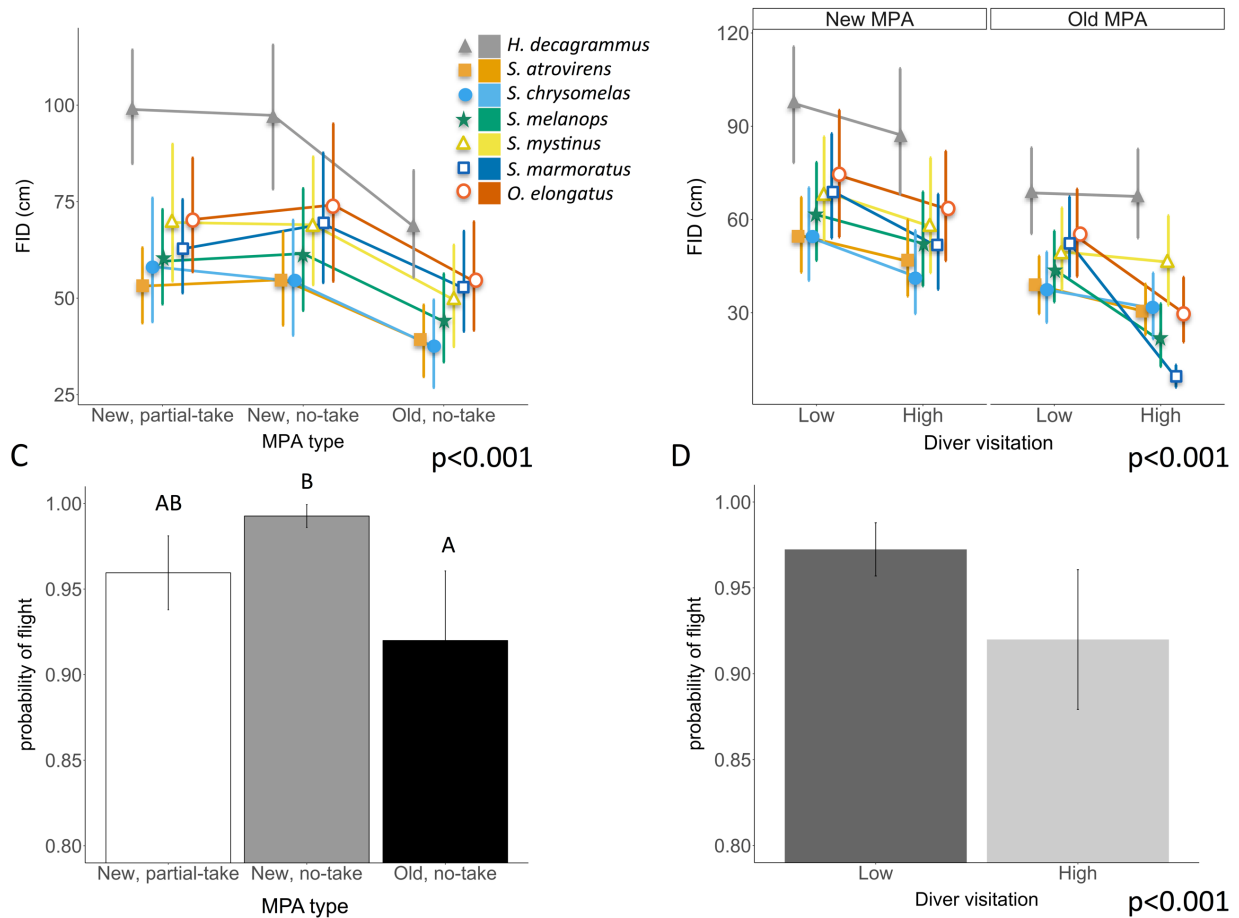 New MPA
Old MPA
FID (cm)
100
75
50
25
H. decagrammus
S. atrovirens
S. chrysomelas
S. melanops
S. mystinus
S. marmoratus
O. elongatus
New, partial-take
New, no-take
Old, no-take
MPA type
p<0.001
FID (cm)
120
90
60
30
Low
High
Low
High
Diver visitation
p<0.001
C
probability of flight
1.00
0.95
0.90
0.85
0.80
AB
B
A
New, partial-take
New, no-take
Old, no-take
MPA type
D
probability of flight
1.00
0.95
0.90
0.85
0.80
Low
High
Diver visitation
p<0.001